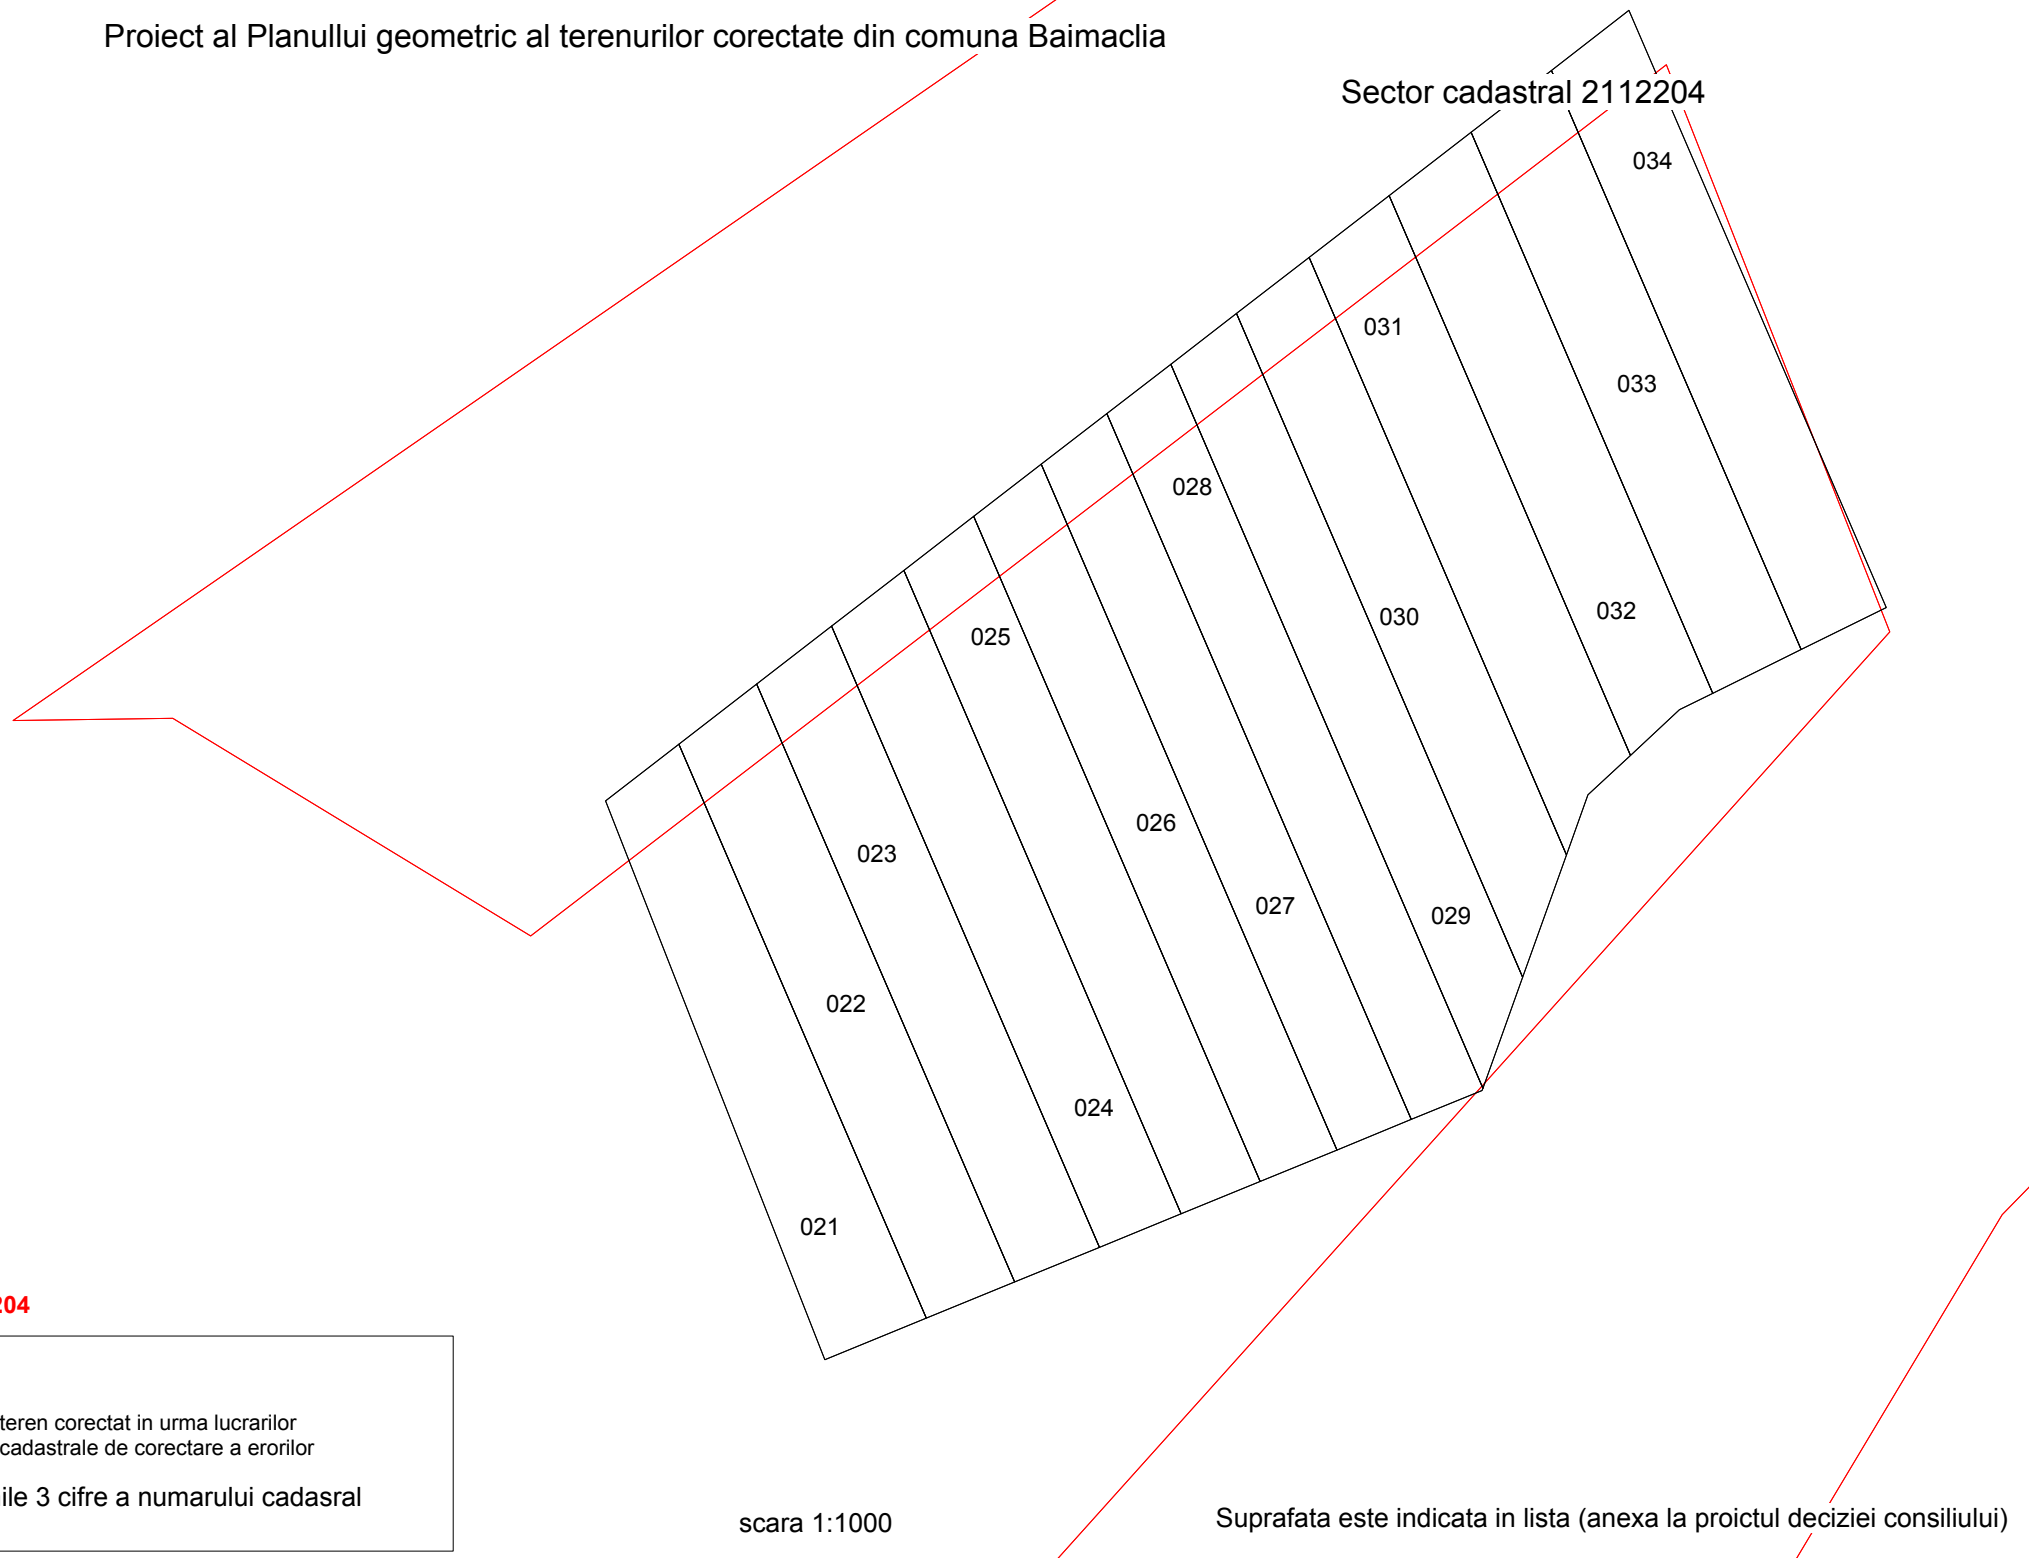 Proiect al Planullui geometric al terenurilor corectate din comuna Baimaclia
Sector cadastral 2112204
034
031
033
028
032
030
025
026
023
027
029
022
024
021
204
teren corectat in urma lucrarilor
cadastrale de corectare a erorilor
ile 3 cifre a numarului cadasral
scara 1:1000
Suprafata este indicata in lista (anexa la proictul deciziei consiliului)